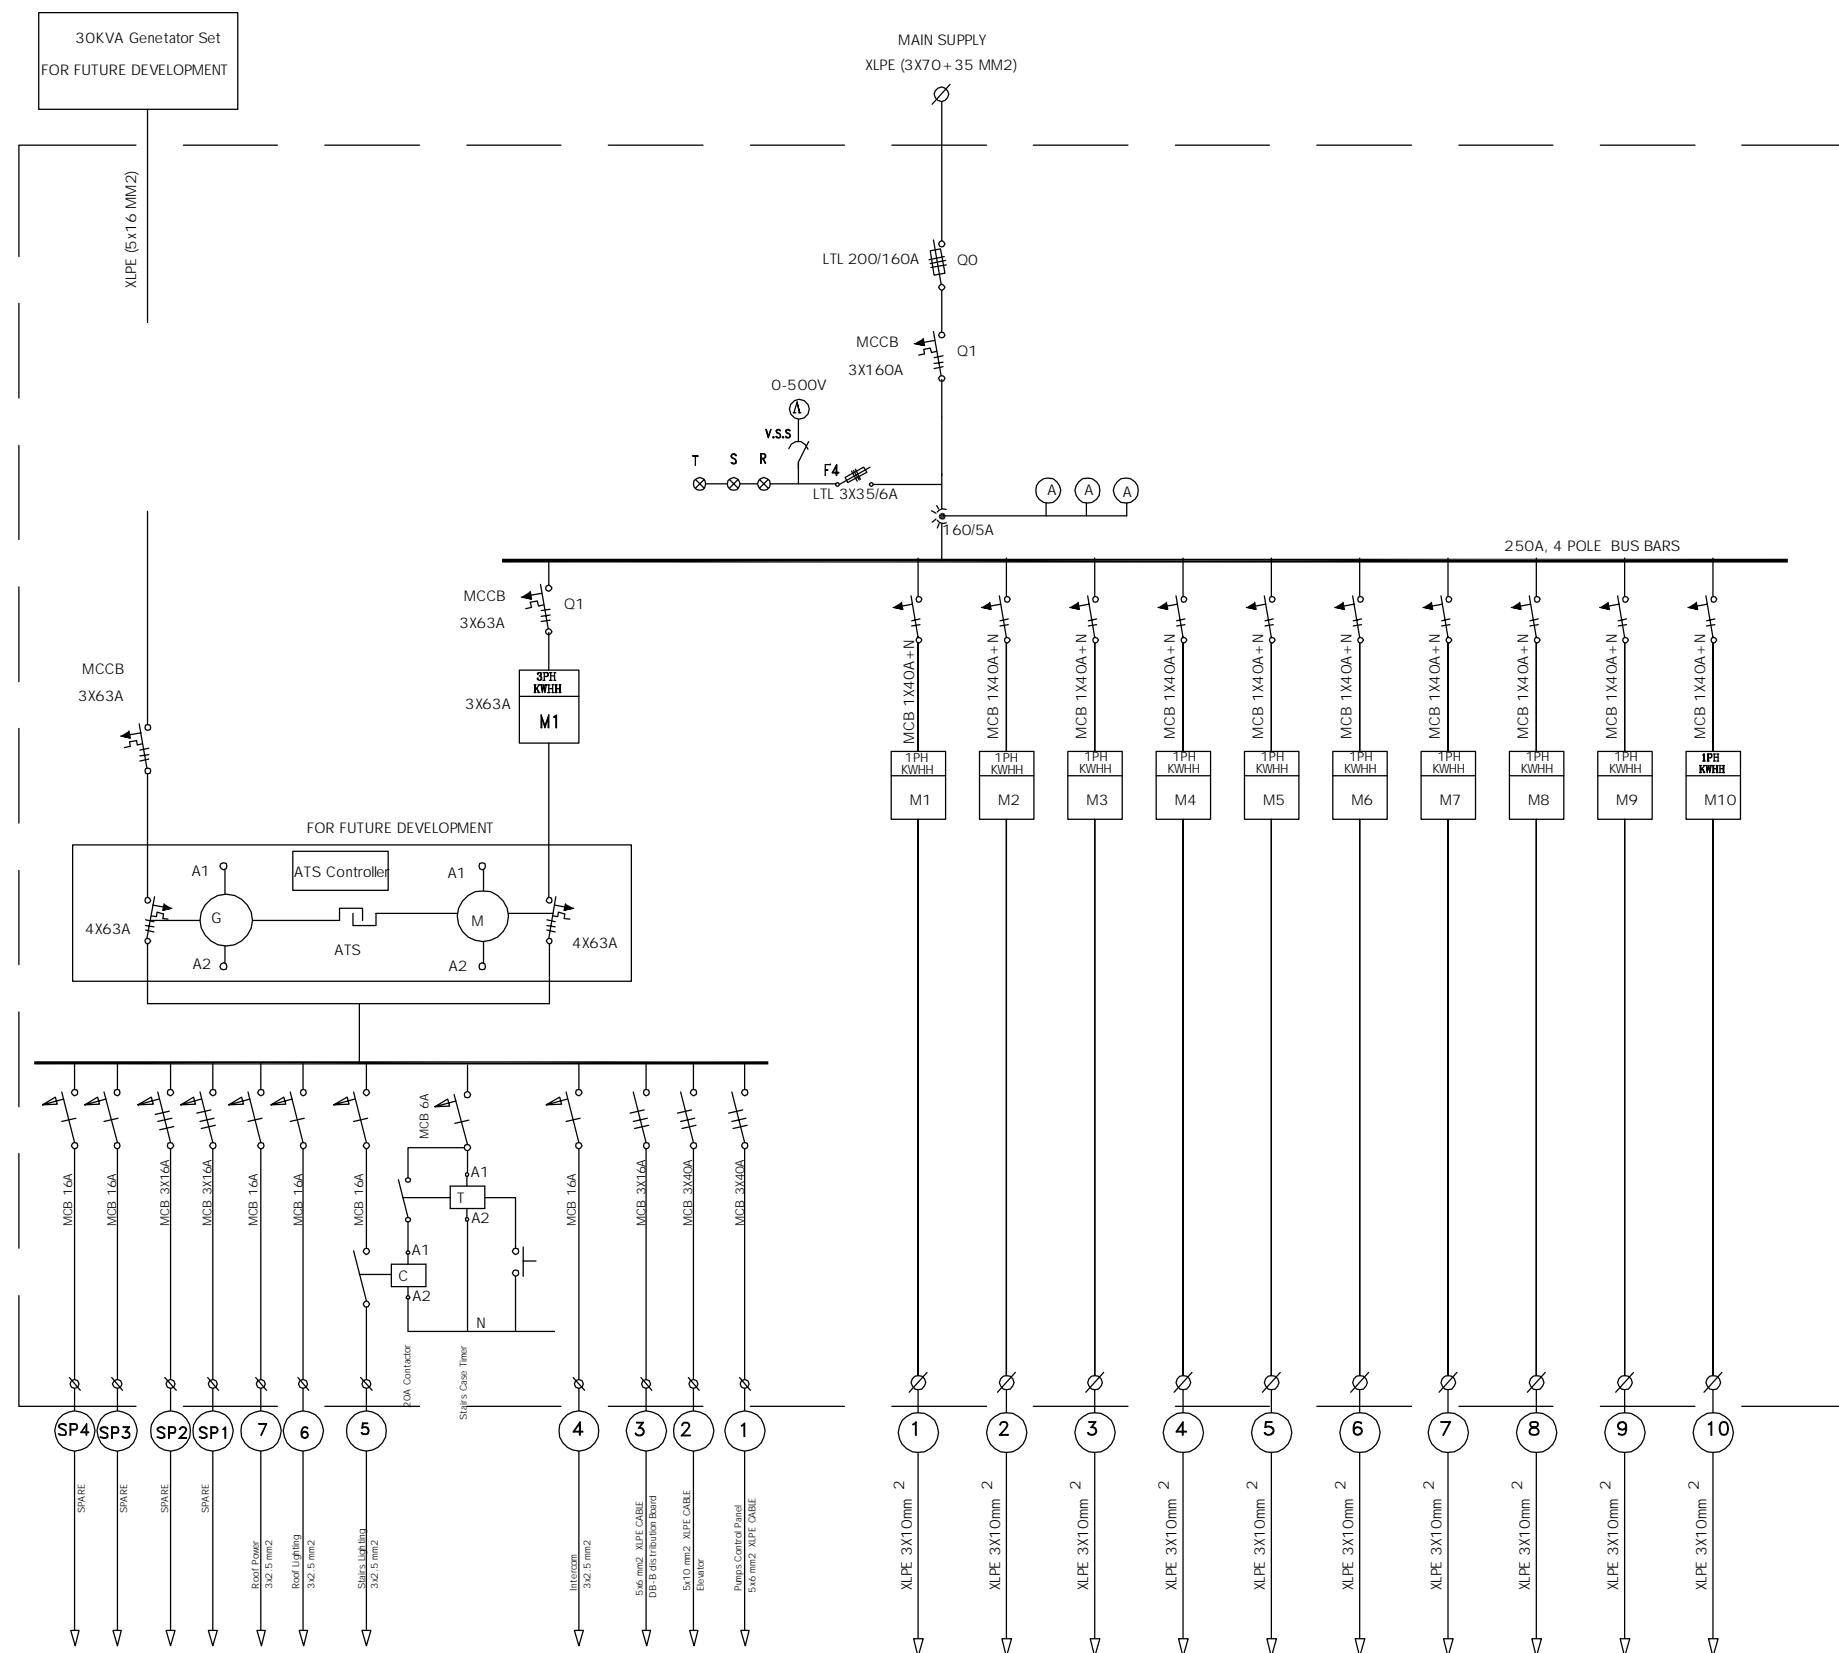 30KVA Genetator Set
FOR FUTURE DEVELOPMENT
MAIN SUPPLY
XLPE (3X70+35 MM2)
XLPE (5x16 MM2)
LTL 200/160A
Q0
MCCB
3X160A
Q1
0-500V
V.S.S
T
S
R
F4
LTL 3X35/6A
A
A
A
160/5A
250A, 4 POLE BUS BARS
MCCB
3X63A
Q1
MCCB
3X63A
3X63A
3PH
KWHH
M1
MCB 1X40A+N
MCB 1X40A+N
MCB 1X40A+N
MCB 1X40A+N
MCB 1X40A+N
MCB 1X40A+N
MCB 1X40A+N
MCB 1X40A+N
MCB 1X40A+N
MCB 1X40A+N
1PH
KWHH
M1
1PH
KWHH
M2
1PH
KWHH
M3
1PH
KWHH
M4
1PH
KWHH
M5
1PH
KWHH
M6
1PH
KWHH
M7
1PH
KWHH
M8
1PH
KWHH
M9
1PH
KWHH
M10
FOR FUTURE DEVELOPMENT
ATS Controller
A1
G
A2
4X63A
ATS
A1
M
A2
4X63A
MCB 16A
MCB 16A
MCB 3X16A
MCB 3X16A
MCB 16A
MCB 16A
MCB 16A
MCB 6A
A1
T
A2
A1
C
A2
N
20A Contactor
Stairs Case Timer
MCB 16A
MCB 3X16A
MCB 3X40A
MCB 3X40A
SP4
SP3
SP2
SP1
7
6
5
4
3
2
1
1
2
3
4
5
6
7
8
9
10
SPARE
SPARE
SPARE
SPARE
Roof Power
3x2.5 mm2
Roof Lighting
3x2.5 mm2
Stairs Lighting
3x2.5 mm2
Intercom
3x2.5 mm2
5x6 mm2 XLPE CABLE
DB-B distribution Board
5x10 mm2 XLPE CABLE
Elevator
Pumps Control Panel
5x6 mm2 XLPE CABLE
XLPE 3X10mm 2
XLPE 3X10mm 2
XLPE 3X10mm 2
XLPE 3X10mm 2
XLPE 3X10mm 2
XLPE 3X10mm 2
XLPE 3X10mm 2
XLPE 3X10mm 2
XLPE 3X10mm 2
XLPE 3X10mm 2